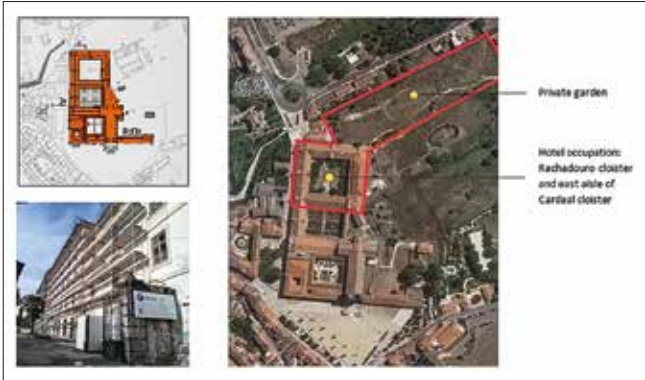 Private garden
Hotel occupation:
Rachadouro cloister
and east aisle of
Cardeal cloister